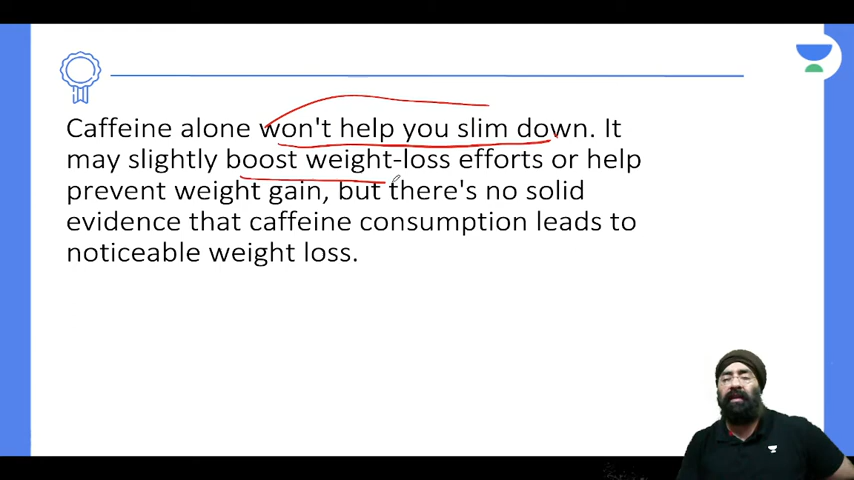 Caffeine alone won't help you slim down. It
may slightly boost weight-loss efforts or help
prevent weight gain, but there's no solid
evidence that caffeine consumption leads to
noticeable weight loss.